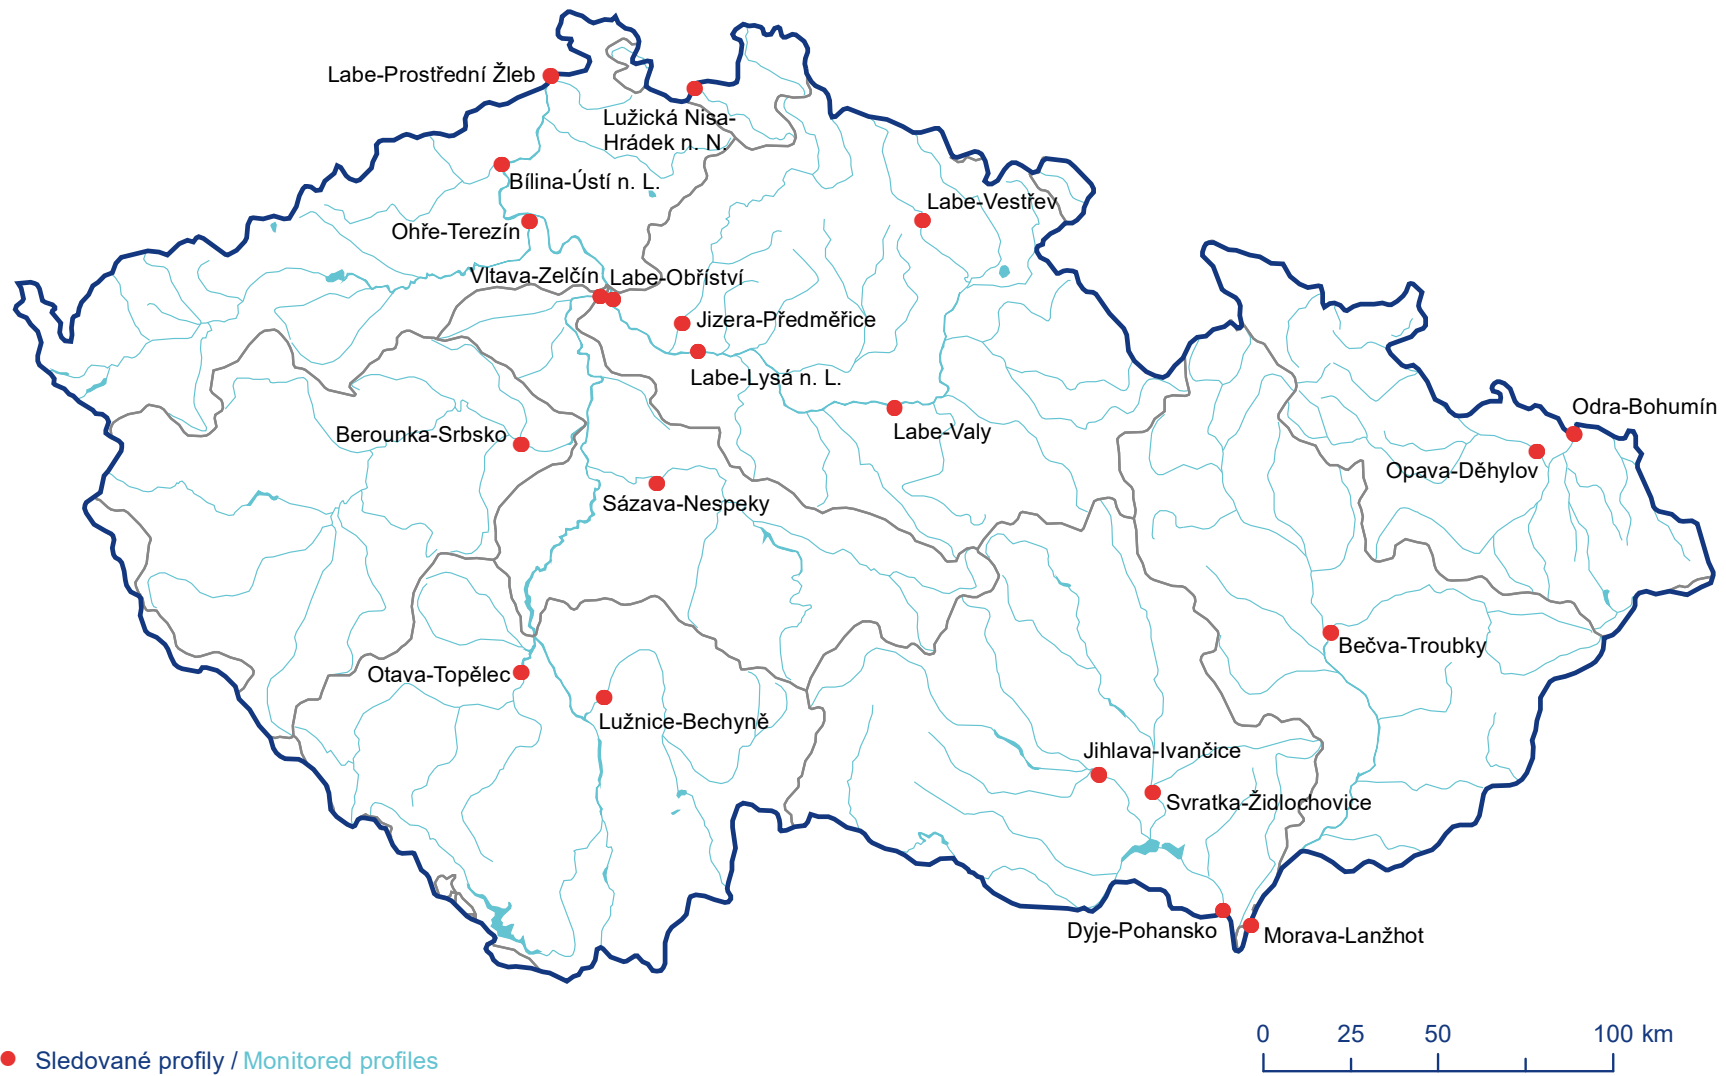 Labe-Prostřední Žleb
Lužická Nisa-
Hrádek n. N.
Bílina-Ústí n. L.
Labe-Vestřev
Ohře-Terezín
Vltava-Zelčín
Labe-Obříství
Jizera-Předměřice
Labe-Lysá n. L.
Odra-Bohumín
Berounka-Srbsko
Labe-Valy
Opava-Děhylov
Sázava-Nespeky
Bečva-Troubky
Otava-Topělec
Lužnice-Bechyně
Jihlava-Ivančice
Svratka-Židlochovice
Dyje-Pohansko
Morava-Lanžhot
0 25 50 100 km
Sledované profily / Monitored profiles